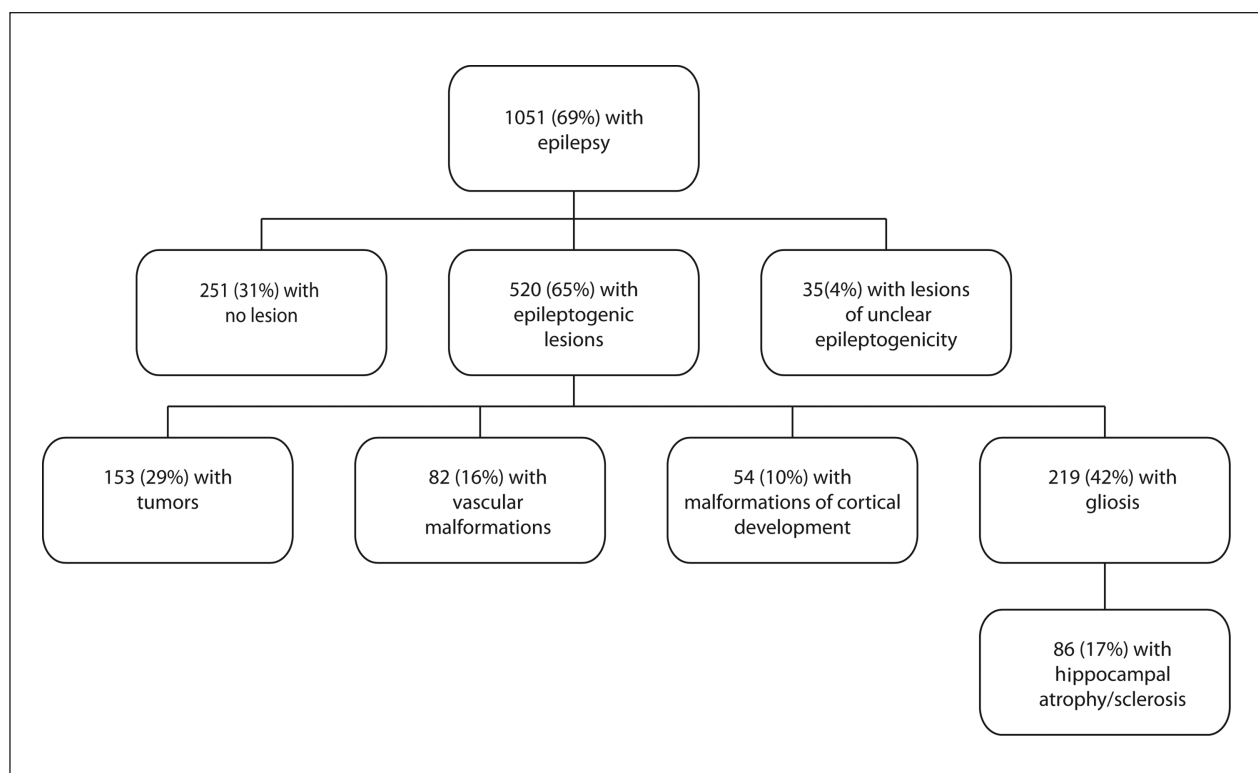 1051 (69%) with
epilepsy
251 (31%) with
no lesion
520 (65%) with
epileptogenic
lesions
35(4%) with lesions
of unclear
epileptogenicity
153 (29%) with
tumors
82 (16%) with
vascular
malformations
54 (10%) with
malformations of cortical
development
219 (42%) with
gliosis
86 (17%) with
hippocampal
atrophy/sclerosis